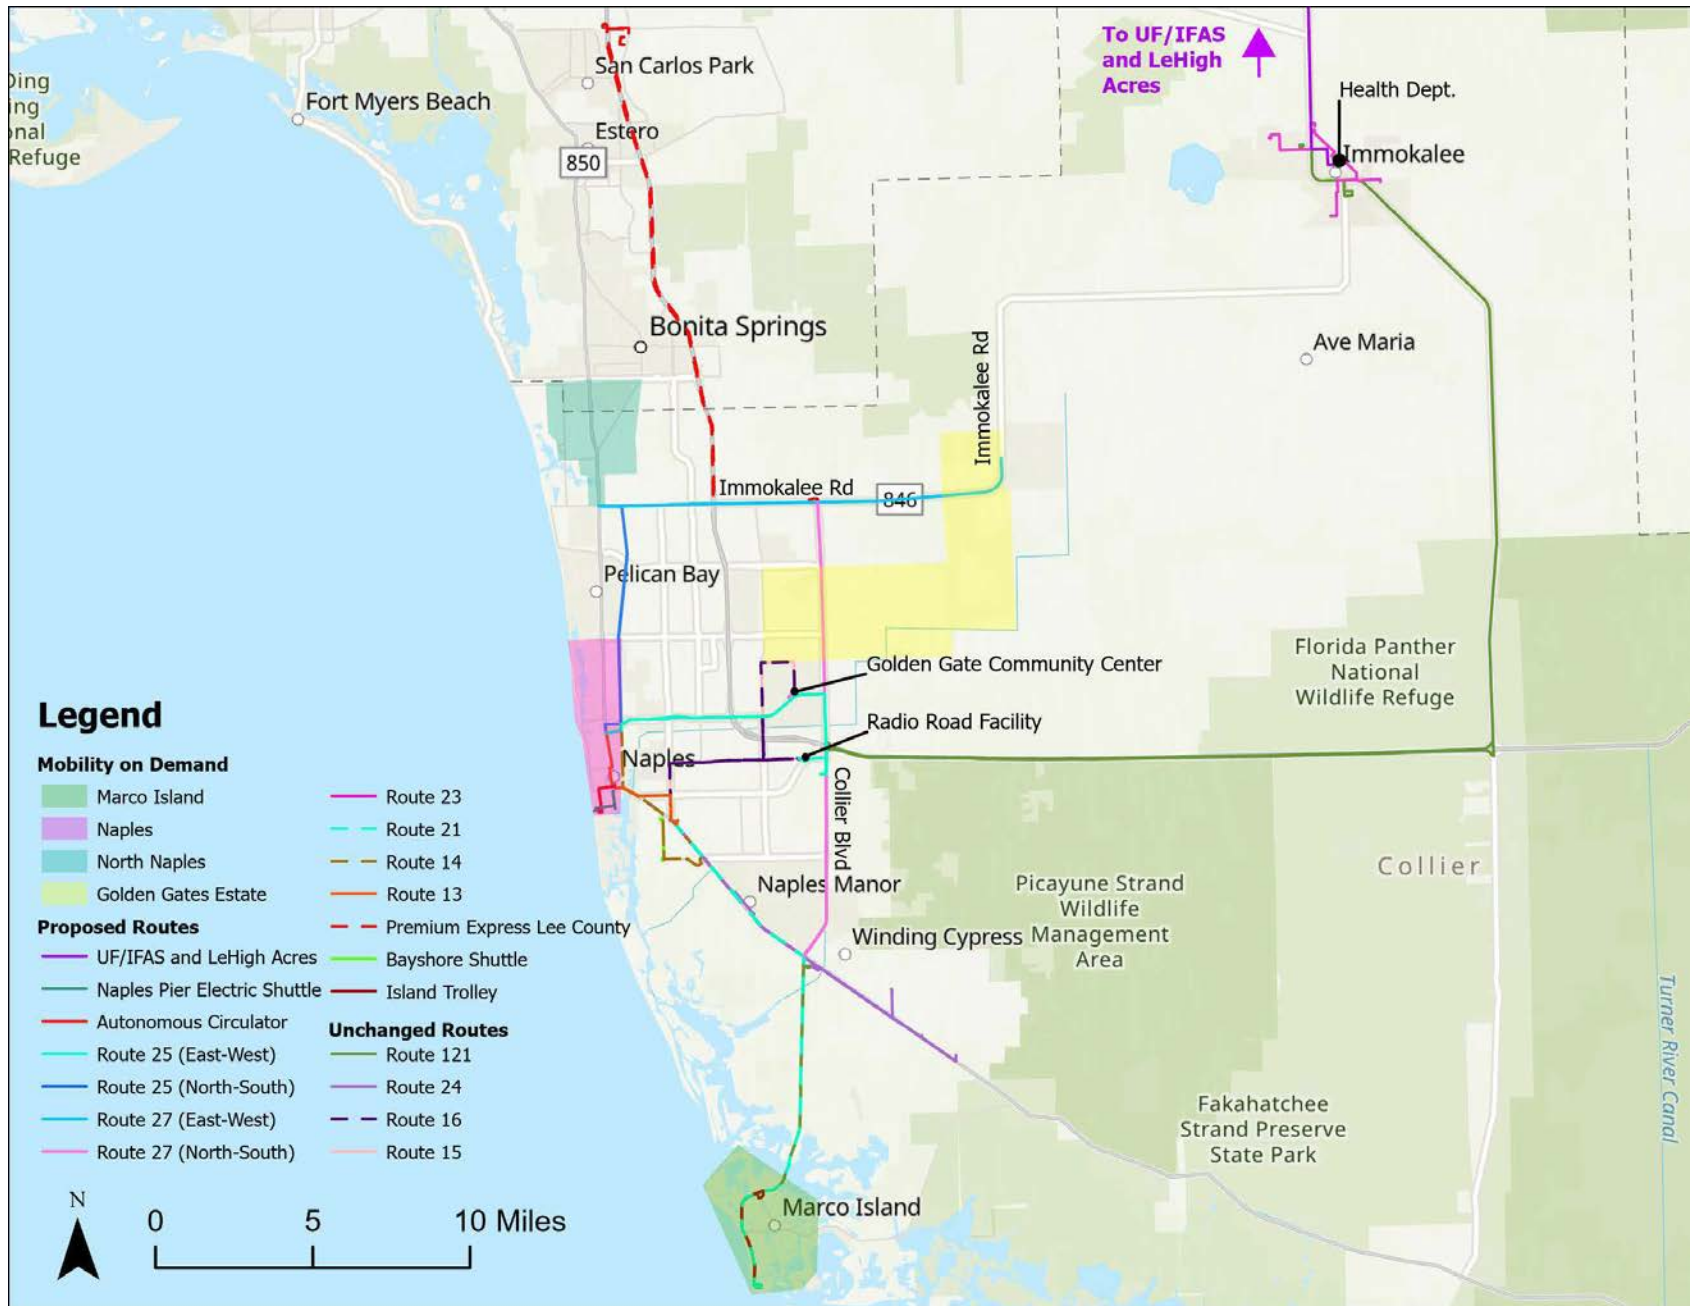 To UF/IFAS
and LeHigh
Acres
Health Dept.
San Carlos Park
Fort Myers Beach
ing
onal
Refuge
Estero
850
Immokalee
Bonita Springs
Ave Maria
Immokalee Rd
Immokalee Rd
846
Pelican Bay
Golden Gate Community Center
Florida Panther
National
Wildlife Refuge
Radio Road Facility
Naples
Collier Blvd
Naples Manor
Winding Cypress
Picayune Strand
Wildlife
Management
Area
Collier
Turner River Canal
Fakahatchee
Strand Preserve
State Park
Marco Island
Legend
Mobility on Demand
Marco Island
Naples
North Naples
Golden Gates Estate
Proposed Routes
UF/IFAS and LeHigh Acres
Naples Pier Electric Shuttle
Autonomous Circulator
Route 25 (East-West)
Route 25 (North-South)
Route 27 (East-West)
Route 27 (North-South)
Route 23
Route 21
Route 14
Route 13
Premium Express Lee County
Bayshore Shuttle
Island Trolley
Unchanged Routes
Route 121
Route 24
Route 16
Route 15
N
0 5 10 Miles